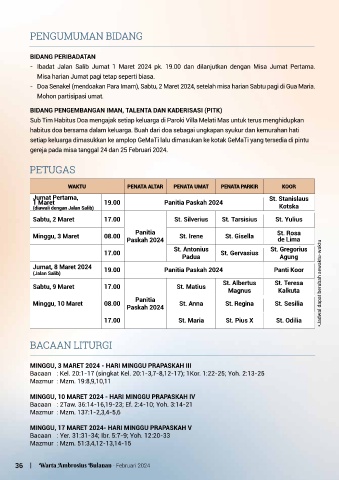 PENGUMUMAN BIDANG
BIDANG PERIBADATAN
- Ibadat Jalan Salib Jumat 1 Maret 2024 pk. 19.00 dan dilanjutkan dengan Misa Jumat Pertama.
Misa harian Jumat pagi tetap seperti biasa.
- Doa Senakel (mendoakan Para Imam), Sabtu, 2 Maret 2024, setelah misa harian Sabtu pagi di Gua Maria.
Mohon partisipasi umat.
BIDANG PENGEMBANGAN IMAN, TALENTA DAN KADERISASI (PITK)
Sub Tim Habitus Doa mengajak setiap keluarga di Paroki Villa Melati Mas untuk terus menghidupkan
habitus doa bersama dalam keluarga. Buah dari doa sebagai ungkapan syukur dan kemurahan hati
setiap keluarga dimasukkan ke amplop GeMaTi lalu dimasukan ke kotak GeMaTi yang tersedia di pintu
gereja pada misa tanggal 24 dan 25 Februari 2024.
PETUGAS
WAKTU PENATA ALTAR PENATA UMAT PENATA PARKIR KOOR
Jumat Pertama,
1 Maret
(diawali dengan Jalan Salib) 19.00 Panitia Paskah 2024 St. Stanislaus
Kotska
Sabtu, 2 Maret 17.00 St. Silverius St. Tarsisius St. Yulius
Minggu, 3 Maret 08.00 Panitia
Paskah 2024 St. Irene St. Gisella St. Rosa
de Lima
17.00 St. Antonius
Padua St. Gervasius St. Gregorius
Agung
Jumat, 8 Maret 2024
(Jalan Salib) 19.00 Panitia Paskah 2024 Panti Koor
Sabtu, 9 Maret 17.00 St. Matius St. Albertus
Magnus St. Teresa
Kalkuta
Minggu, 10 Maret 08.00 Panitia
Paskah 2024 St. Anna St. Regina St. Sesilia
17.00 St. Maria St. Pius X St. Odilia
*Jadwal dapat berubah sewaktu-waktu
BACAAN LITURGI
MINGGU, 3 MARET 2024 - HARI MINGGU PRAPASKAH III
Bacaan : Kel. 20:1-17 (singkat Kel. 20:1-3,7-8,12-17); 1Kor. 1:22-25; Yoh. 2:13-25
Mazmur : Mzm. 19:8,9,10,11
MINGGU, 10 MARET 2024 - HARI MINGGU PRAPASKAH IV
Bacaan : 2Taw. 36:14-16,19-23; Ef. 2:4-10; Yoh. 3:14-21
Mazmur : Mzm. 137:1-2,3,4-5,6
MINGGU, 17 MARET 2024- HARI MINGGU PRAPASKAH V
Bacaan : Yer. 31:31-34; Ibr. 5:7-9; Yoh. 12:20-33
Mazmur : Mzm. 51:3,4,12-13,14-15
36 | Warta Ambrosius Bulanan Februari 2024